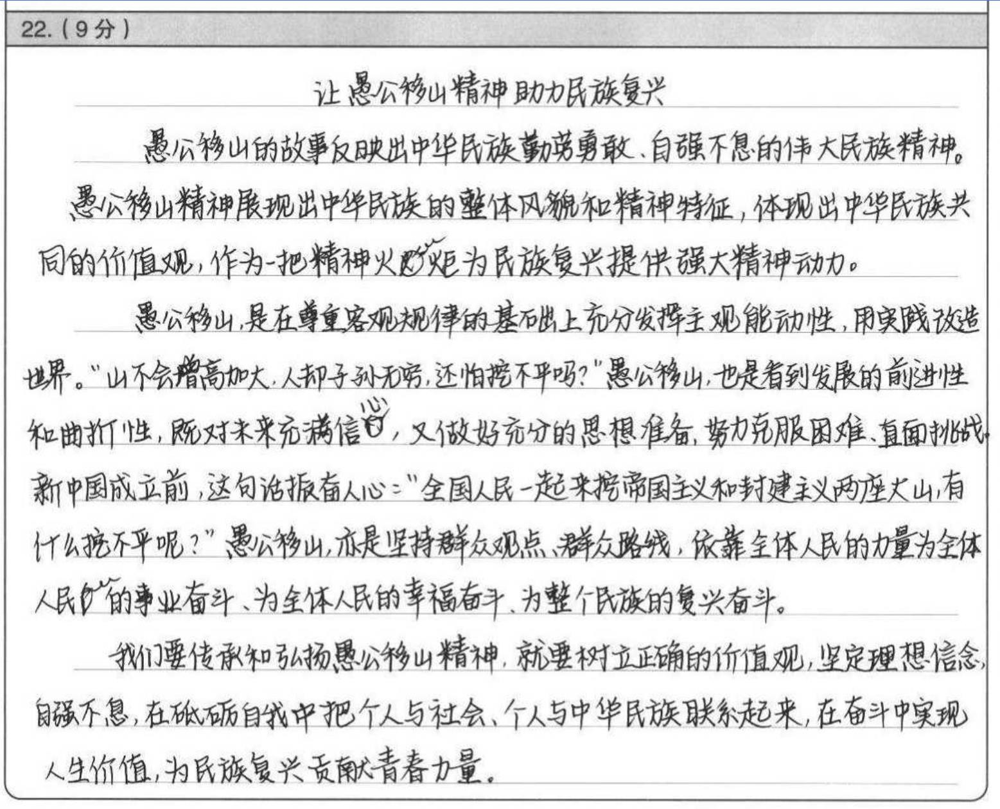 22.(9分)
让愚公移山精神助力民族复兴
愚公移山的故事反映出中华民族勤劳勇敢、自强不息的伟大民族精神。
愚公移山精神展现出中华民族的整体风貌和精神特征,体现出中华民族共
同的价值观,作为一把精神火炬为民族复兴提供强大精神动力。
愚公移山,是在尊重客观规律的基础上充分发挥主观能动性,用实践改造
世界。“山不会增高加大,人却子孙无穷,还怕挖不平吗?”愚公移山,也是看到发展的前进性
和曲折性,既对未来充满信心,又做好充分的思想准备,努力克服困难、直面挑战。
新中国成立前,这句话振奋人心:“全国人民一起来挖帝国主义和封建主义两座大山,有
什么挖不平呢?”愚公移山,亦是坚持群众观点、群众路线,依靠全体人民的力量为全体
人民的事业奋斗、为全体人民的幸福奋斗、为整个民族的复兴奋斗。
我们要传承和弘扬愚公移山精神,就要树立正确的价值观,坚定理想信念,
自强不息,在砥砺自我中把个人与社会、个人与中华民族联系起来,在奋斗中实现
人生价值,为民族复兴贡献青春力量。